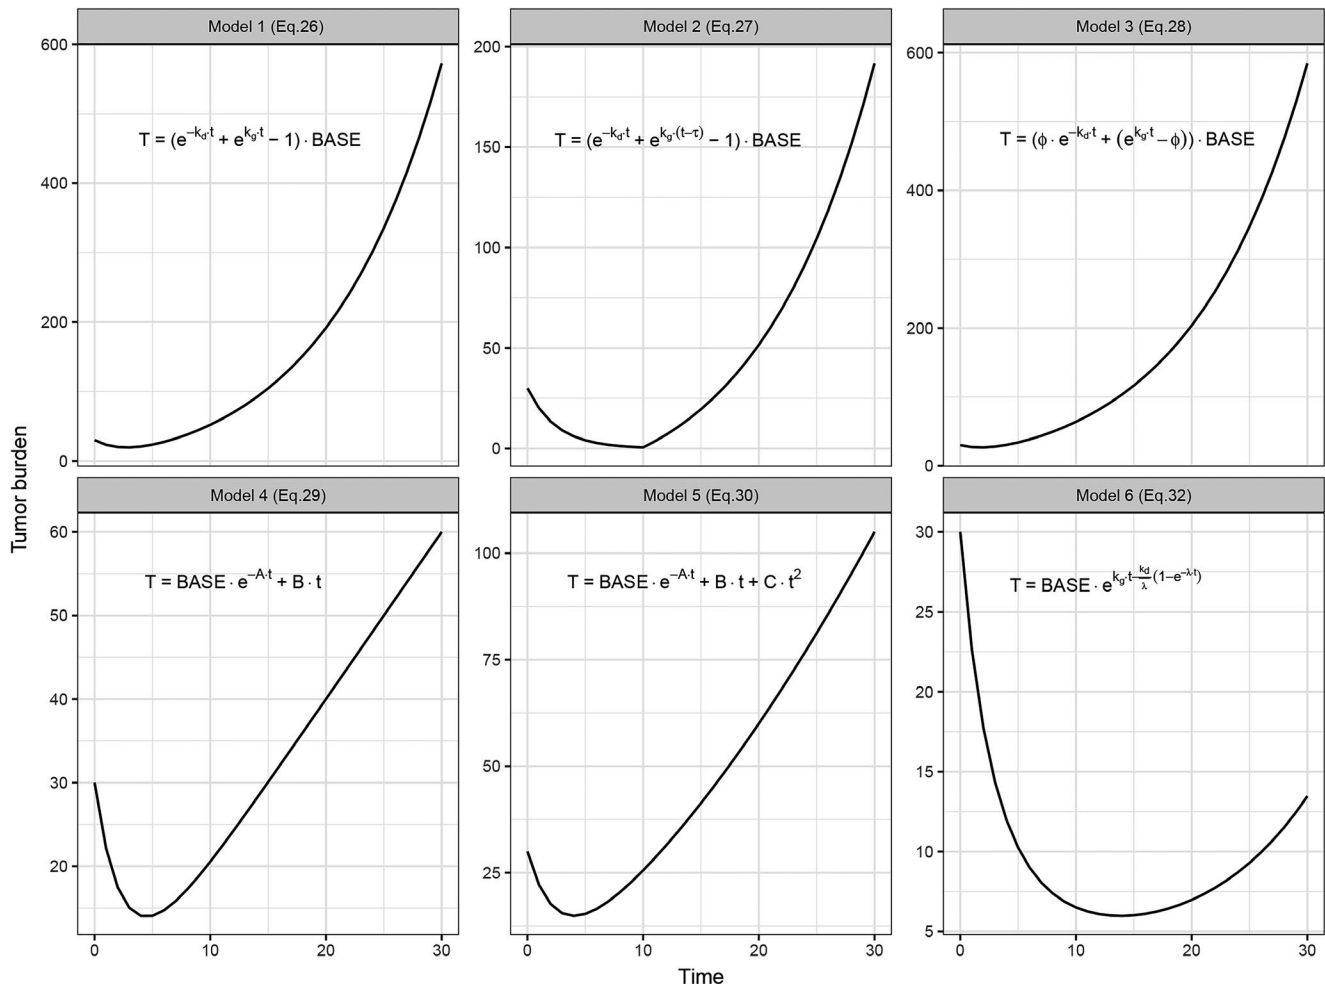 Model 1 (Eq.26)
Model 2 (Eq.27)
Model 3 (Eq.28)
600
400
200
0
T = (e^{−k_d·t} + e^{k_g·t} − 1) · BASE
200
150
100
50
0
T = (e^{−k_d·t} + e^{k_g·(t−τ)} − 1) · BASE
600
400
200
0
T = (ϕ · e^{−k_d·t} + (e^{k_g·t} − ϕ)) · BASE
Tumor burden
Model 4 (Eq.29)
Model 5 (Eq.30)
Model 6 (Eq.32)
60
50
40
30
20
T = BASE · e^{−A·t} + B · t
0 10 20 30
100
75
50
25
T = BASE · e^{−A·t} + B · t + C · t^2
0 10 20 30
30
25
20
15
10
5
T = BASE · e^{k_g·t−\frac{k_d}{λ}(1−e^{−λ·t})}
0 10 20 30
Time